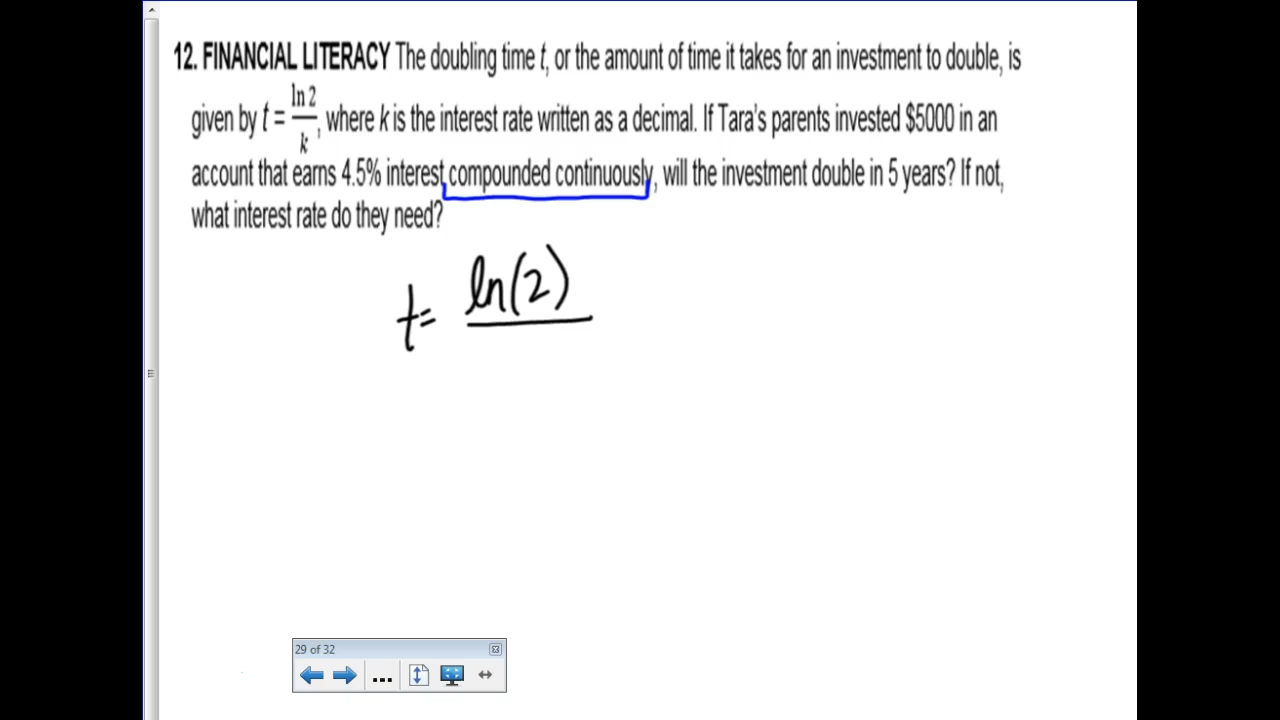 12. FINANCIAL LITERACY The doubling time t, or the amount of time it takes for an investment to double, is
given by t = ln 2 / k, where k is the interest rate written as a decimal. If Tara's parents invested $5000 in an
account that earns 4.5% interest compounded continuously, will the investment double in 5 years? If not,
what interest rate do they need?
t= ln(2)
29 of 32
...